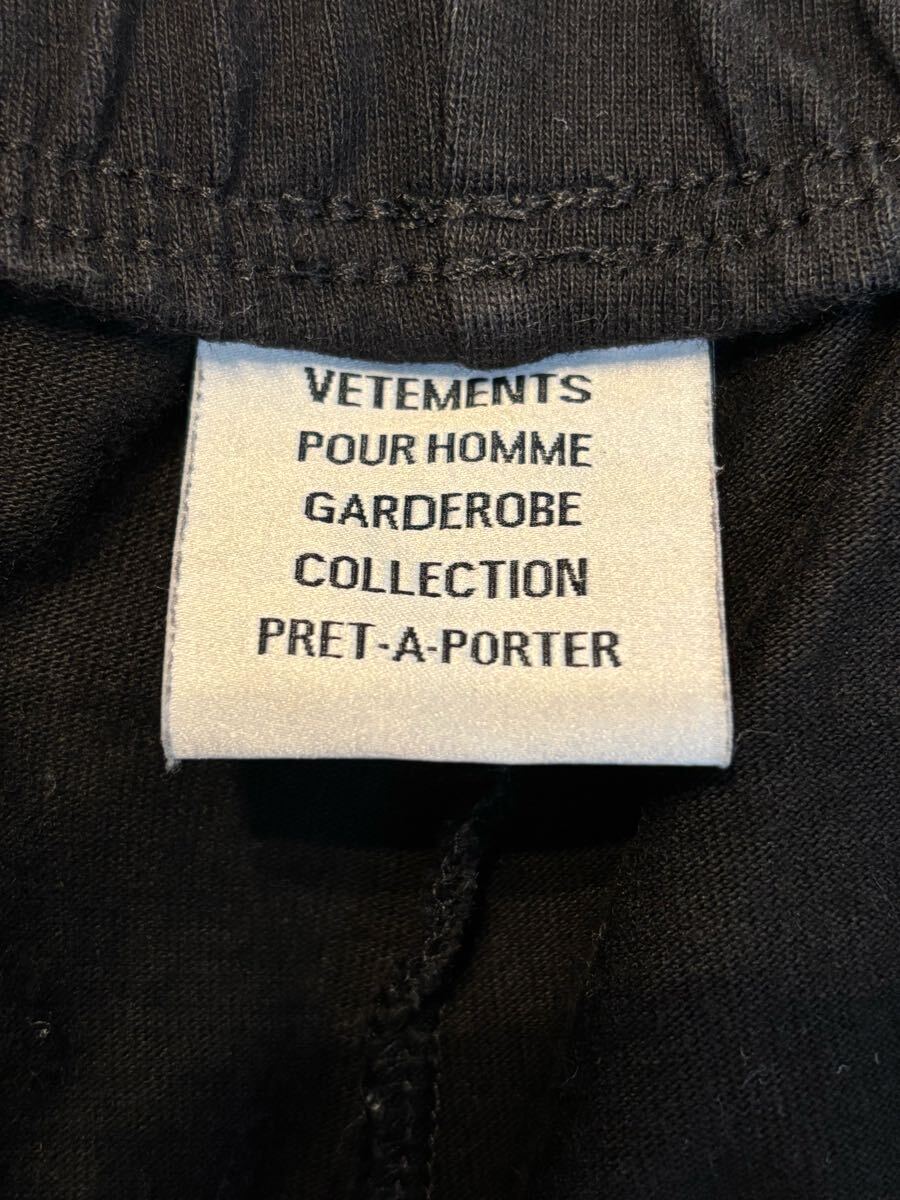 VETEMENTS
POUR HOMME
GARDEROBE
COLLECTION
PRET-A-PORTER